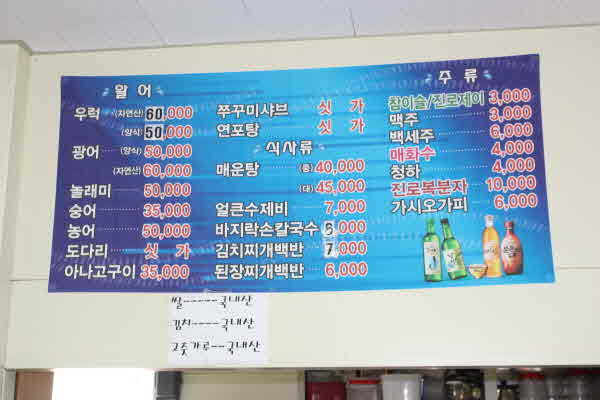 활 어
우럭 (자연산) 60,000
(양식) 50,000
광어 (양식) 50,000
(자연산) 60,000
놀래미 50,000
숭어 35,000
농어 50,000
도다리 싯 가
아나고구이 35,000
쭈꾸미샤브 싯 가
연포탕 싯 가
식사류
매운탕 (중) 40,000
(대) 45,000
얼큰수제비 7,000
바지락손칼국수 6,000
김치찌개백반 7,000
된장찌개백반 6,000
주 류
참이슬/진로제이 3,000
맥주 3,000
백세주 6,000
매화수 4,000
청하 4,000
진로복분자 10,000
가시오가피 6,000
쌀-----국내산
김치----국내산
고춧가루--국내산